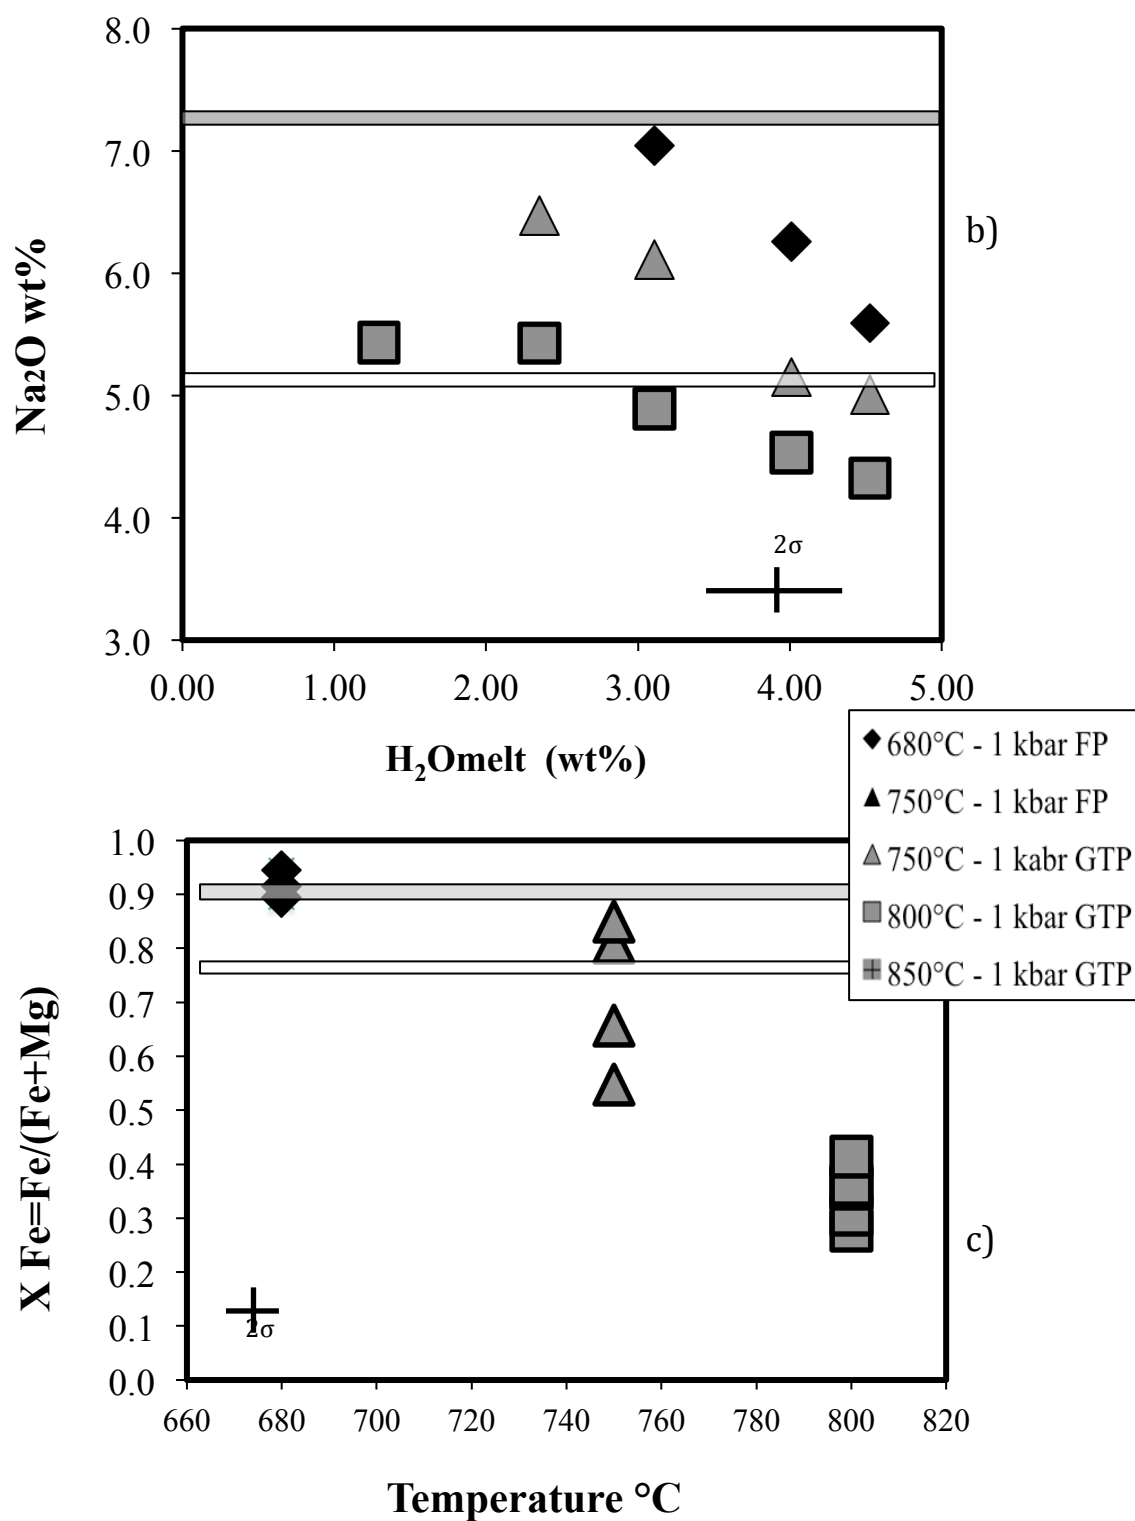 8.0
7.0
6.0
5.0
4.0
3.0
Na2O wt%
b)
2σ
0.00 1.00 2.00 3.00 4.00 5.00
H₂Omelt (wt%)
680°C - 1 kbar FP
750°C - 1 kbar FP
750°C - 1 kabr GTP
800°C - 1 kbar GTP
850°C - 1 kbar GTP
1.0
0.9
0.8
0.7
0.6
0.5
0.4
0.3
0.2
0.1
0.0
X Fe=Fe/(Fe+Mg)
c)
2σ
660 680 700 720 740 760 780 800 820
Temperature °C